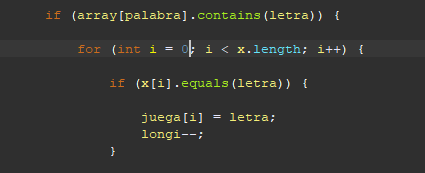 if (array[palabra].contains(letra)) {
for (int i = 0; i < x.length; i++) {
if (x[i].equals(letra)) {
juega[i] = letra;
longi--;
}